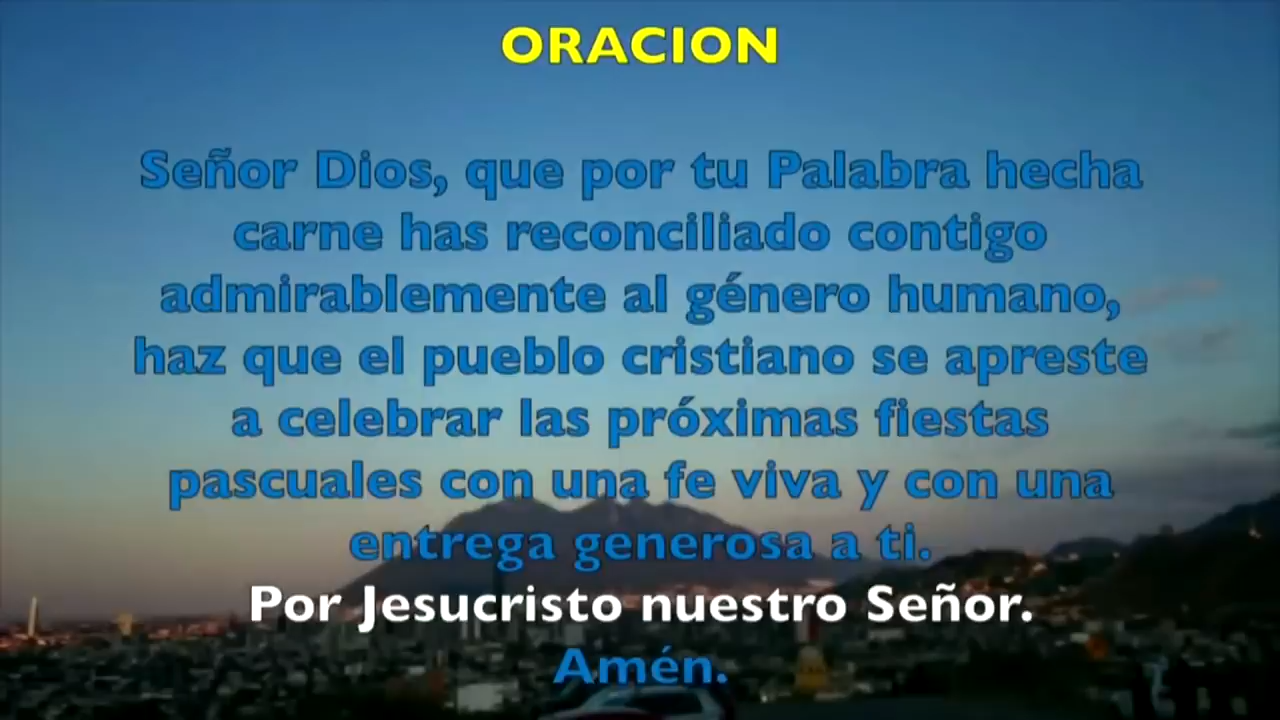 ORACION
Señor Dios, que por tu Palabra hecha
carne has reconciliado contigo
admirablemente al género humano,
haz que el pueblo cristiano se apreste
a celebrar las próximas fiestas
pascuales con una fe viva y con una
entrega generosa a ti.
Por Jesucristo nuestro Señor.
Amén.